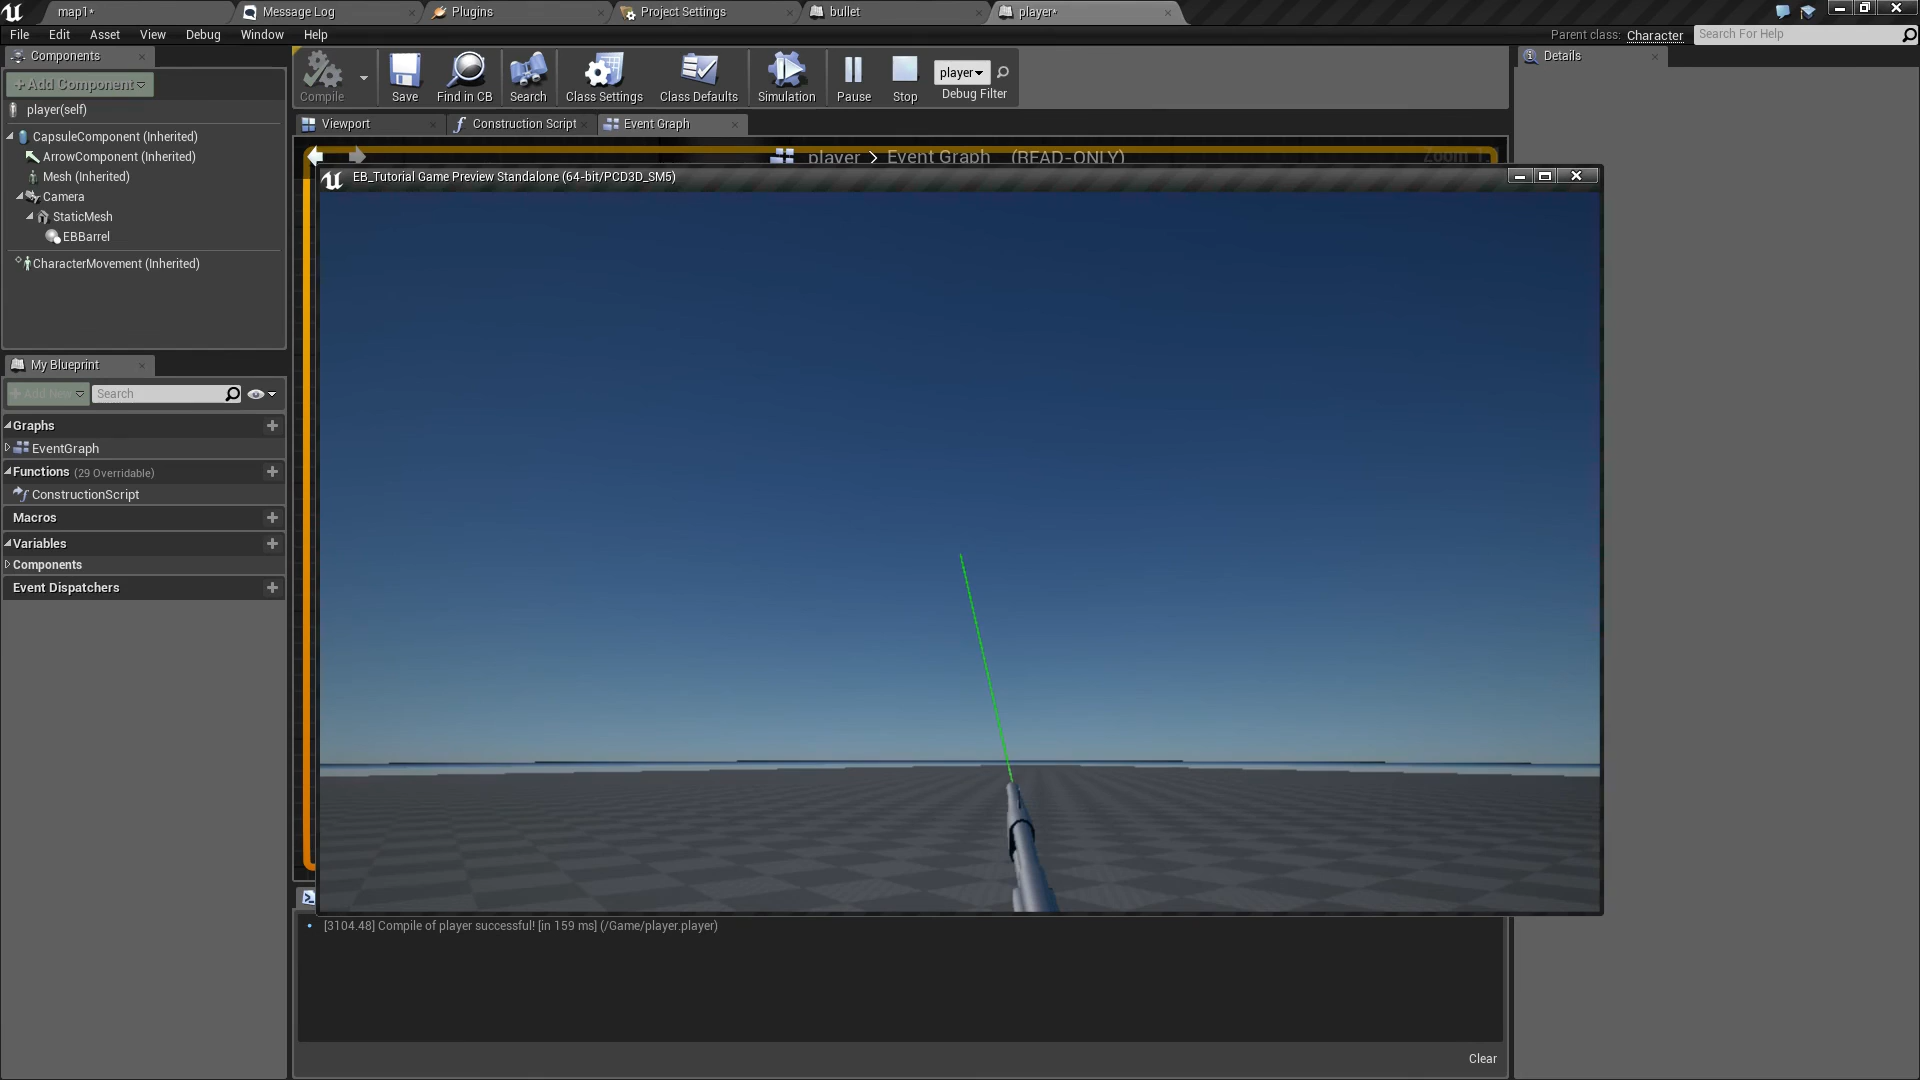 map1*
Message Log
Plugins
Project Settings
bullet
player*
File Edit Asset View Debug Window Help
Parent class: Character
Search For Help
Components
+Add Component
player(self)
CapsuleComponent (Inherited)
ArrowComponent (Inherited)
Mesh (Inherited)
Camera
StaticMesh
EBBarrel
CharacterMovement (Inherited)
My Blueprint
+ Add New
Search
Graphs
EventGraph
Functions (29 Overridable)
ConstructionScript
Macros
Variables
Components
Event Dispatchers
Compile
Save
Find in CB
Search
Class Settings
Class Defaults
Simulation
Pause
Stop
player
Debug Filter
Viewport
Construction Script
Event Graph
player > Event Graph (READ-ONLY)
Zoom
EB_Tutorial Game Preview Standalone (64-bit/PCD3D_SM5)
[3104.48] Compile of player successful! [in 159 ms] (/Game/player.player)
Clear
Details